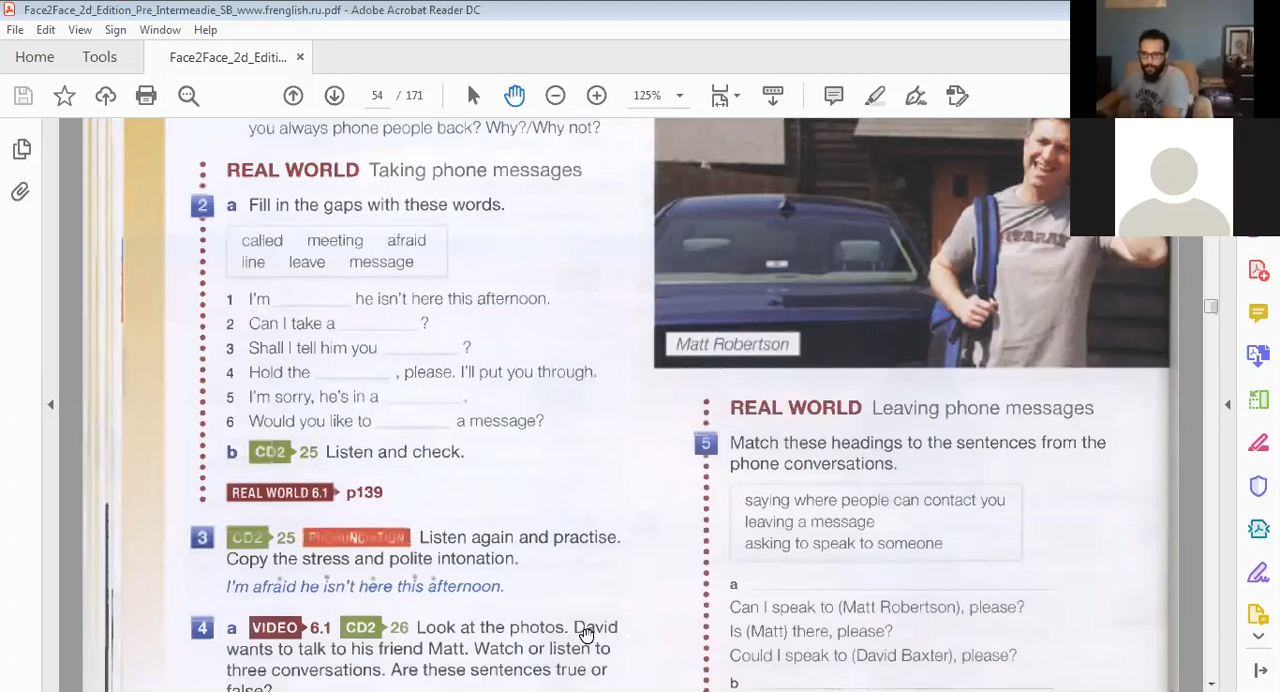 Face2Face_2d_Edition_Pre_Intermeadie_SB_www.frenglish.ru.pdf - Adobe Acrobat Reader DC
File Edit View Sign Window Help
Home Tools Face2Face_2d_Editi... ×
54 / 171 125%
you always phone people back? Why?/Why not?
REAL WORLD Taking phone messages
2 a Fill in the gaps with these words.
called meeting afraid
line leave message
1 I'm ________ he isn't here this afternoon.
2 Can I take a ________ ?
3 Shall I tell him you ________ ?
4 Hold the ________ , please. I'll put you through.
5 I'm sorry, he's in a ________ .
6 Would you like to ________ a message?
b CD2 25 Listen and check.
REAL WORLD 6.1 p139
3 CD2 25 PRONUNCIATION Listen again and practise.
Copy the stress and polite intonation.
I'm afraid he isn't here this afternoon.
4 a VIDEO 6.1 CD2 26 Look at the photos. David
wants to talk to his friend Matt. Watch or listen to
three conversations. Are these sentences true or
false?
Matt Robertson
REAL WORLD Leaving phone messages
5 Match these headings to the sentences from the
phone conversations.
saying where people can contact you
leaving a message
asking to speak to someone
a
Can I speak to (Matt Robertson), please?
Is (Matt) there, please?
Could I speak to (David Baxter), please?
b